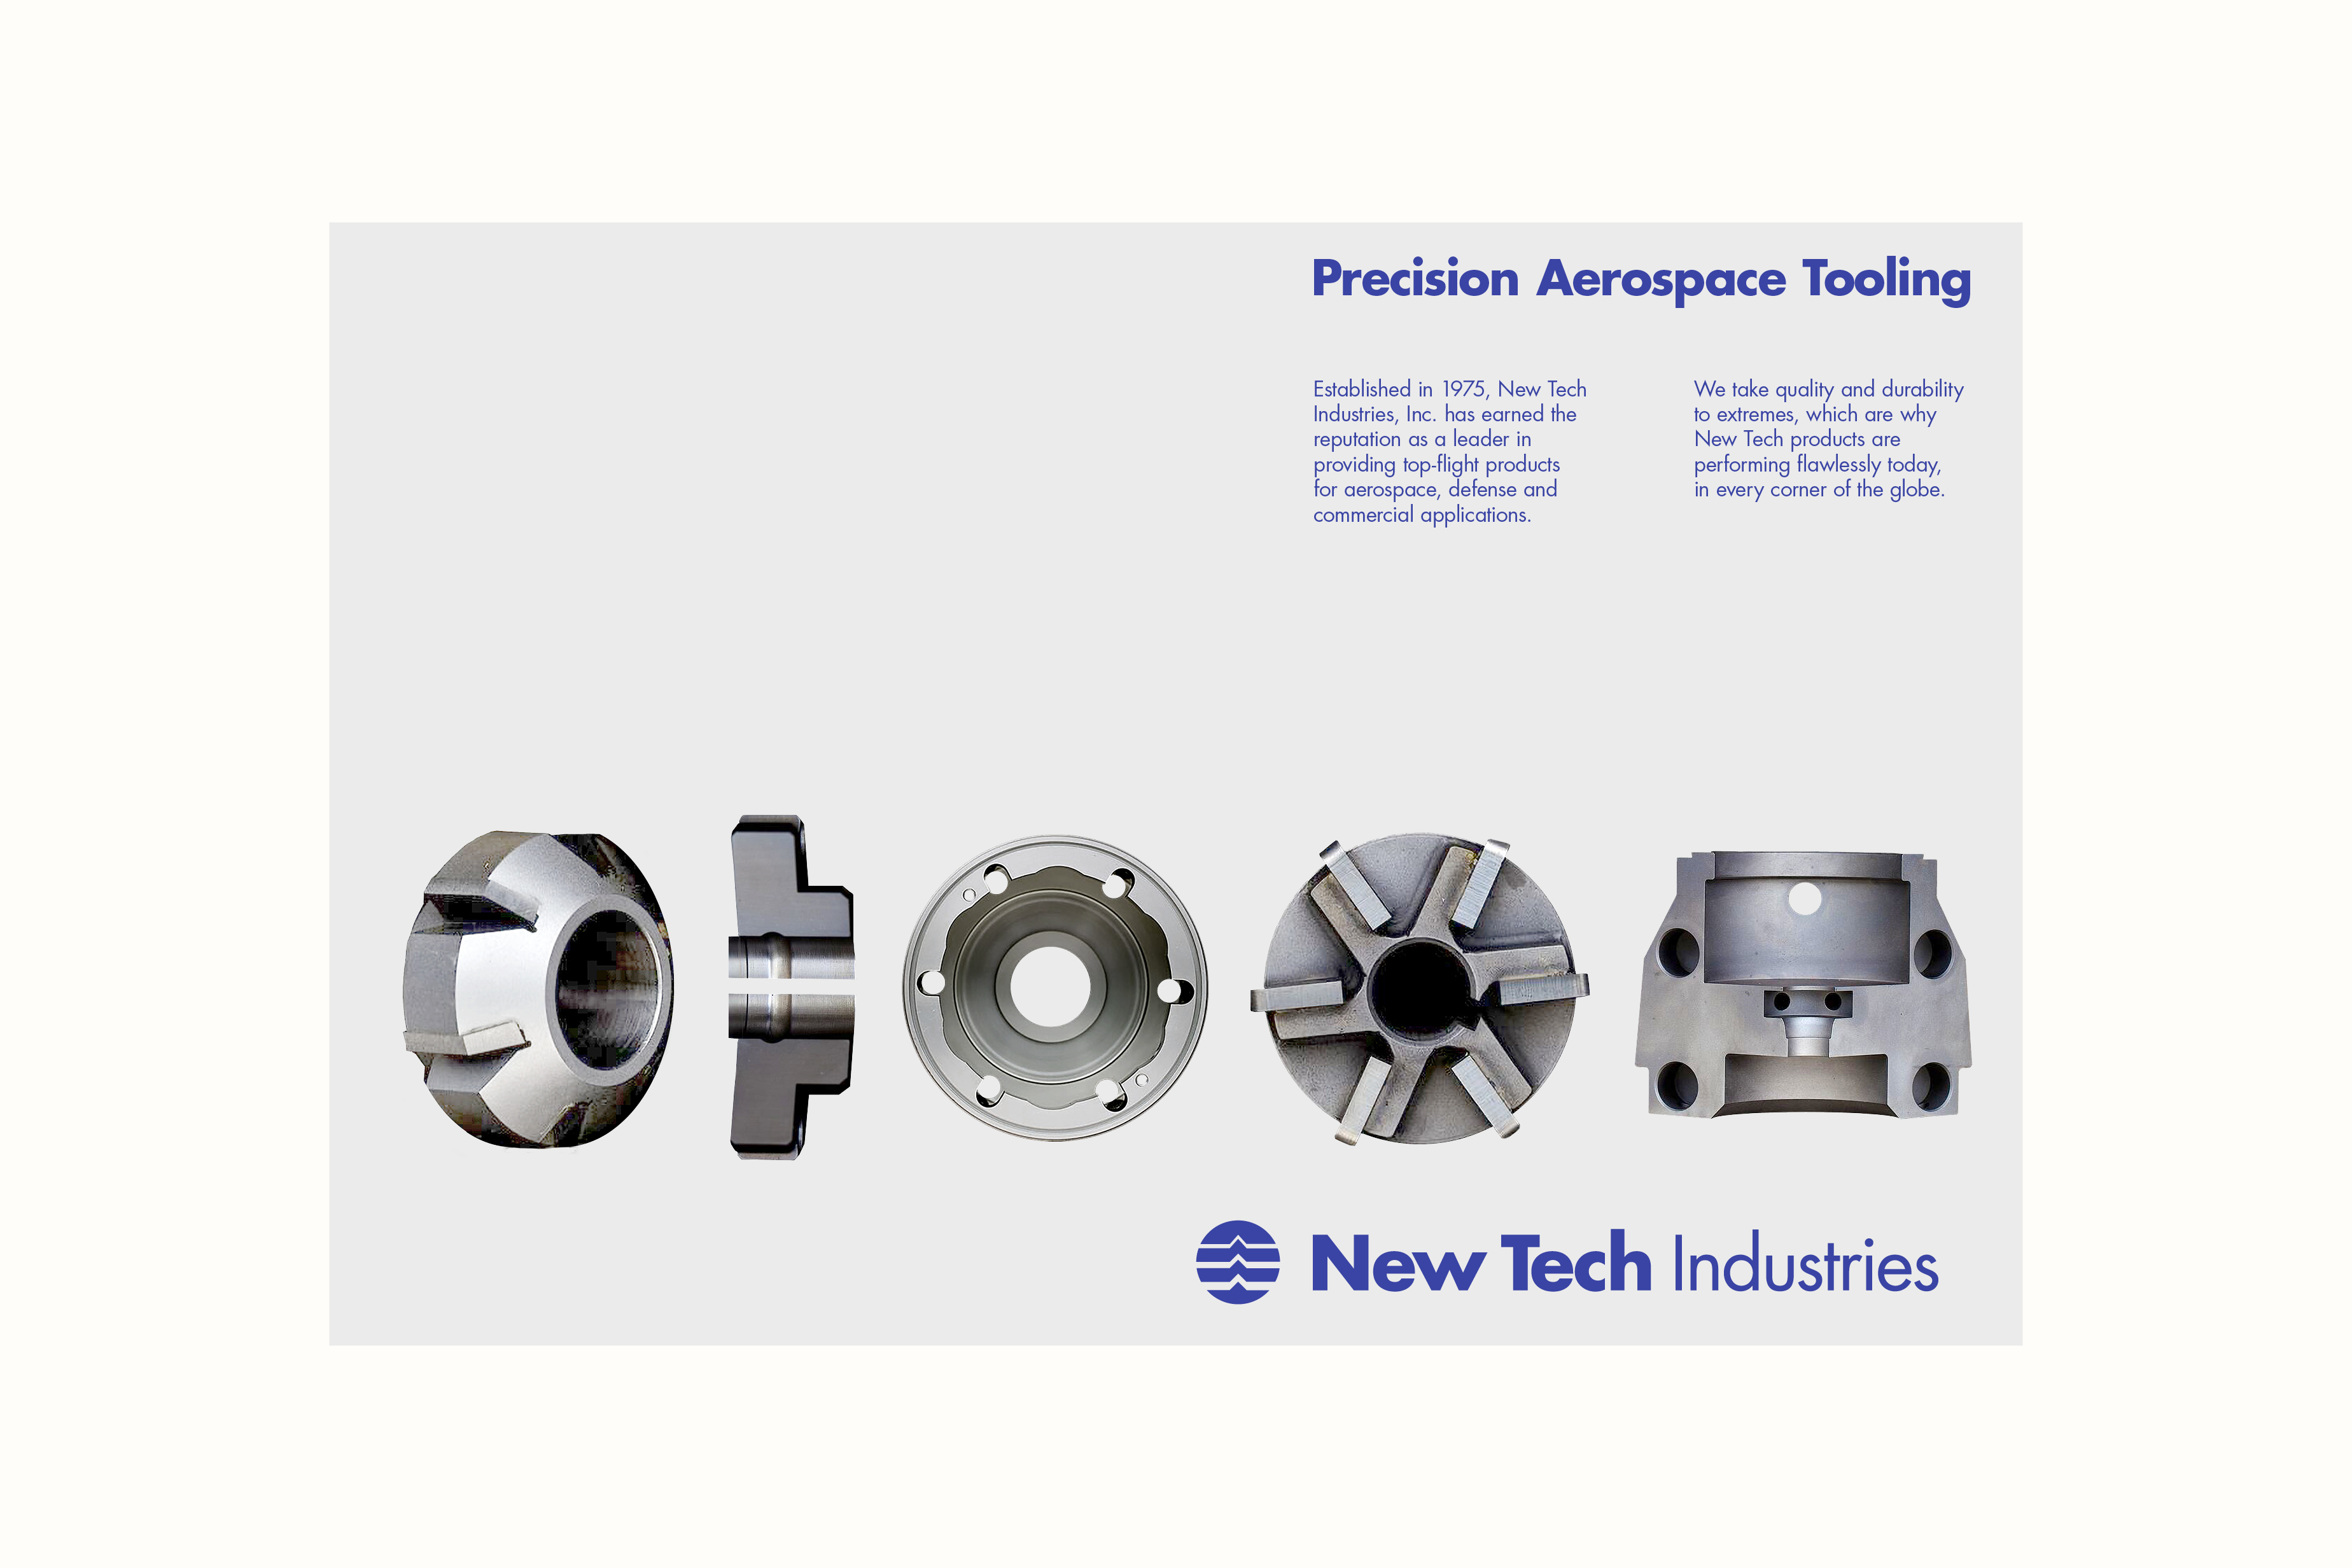 Precision Aerospace Tooling
Established in 1975, New Tech
Industries, Inc. has earned the
reputation as a leader in
providing top-flight products
for aerospace, defense and
commercial applications.
We take quality and durability
to extremes, which are why
New Tech products are
performing flawlessly today,
in every corner of the globe.
New Tech Industries